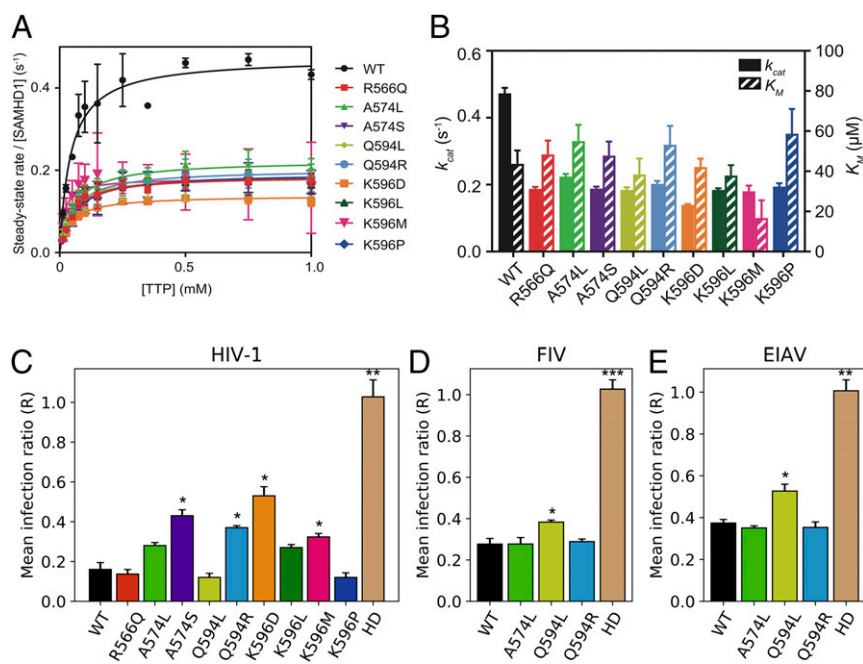 A
Steady-state rate / [SAMHD1] (s⁻¹)
0.4
0.2
0.0
0
0.5
1.0
[TTP] (mM)
WT
R566Q
A574L
A574S
Q594L
Q594R
K596D
K596L
K596M
K596P
B
kcat (s⁻¹)
0.6
0.4
0.2
0.0
kcat
KM
100
80
60
40
20
0
KM (μM)
WT
R566Q
A574L
A574S
Q594L
Q594R
K596D
K596L
K596M
K596P
C
HIV-1
Mean infection ratio (R)
1.0
0.8
0.6
0.4
0.2
0.0
*
*
*
*
**
WT
R566Q
A574L
A574S
Q594L
Q594R
K596D
K596L
K596M
K596P
HD
D
FIV
Mean infection ratio (R)
1.0
0.8
0.6
0.4
0.2
0.0
*
***
WT
A574L
Q594L
Q594R
HD
E
EIAV
Mean infection ratio (R)
1.0
0.8
0.6
0.4
0.2
0.0
*
**
WT
A574L
Q594L
Q594R
HD